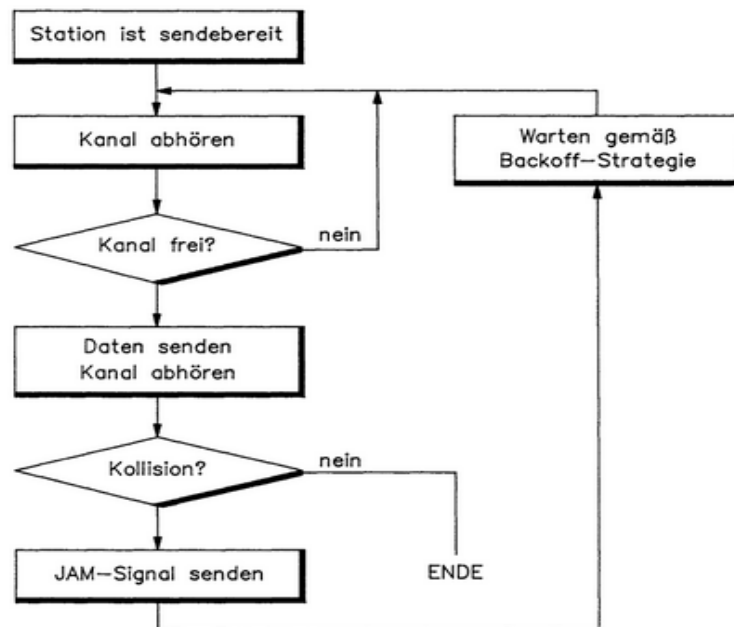 Station ist sendebereit
Kanal abhören
Warten gemäß
Backoff-Strategie
Kanal frei?
nein
Daten senden
Kanal abhören
Kollision?
nein
JAM-Signal senden
ENDE